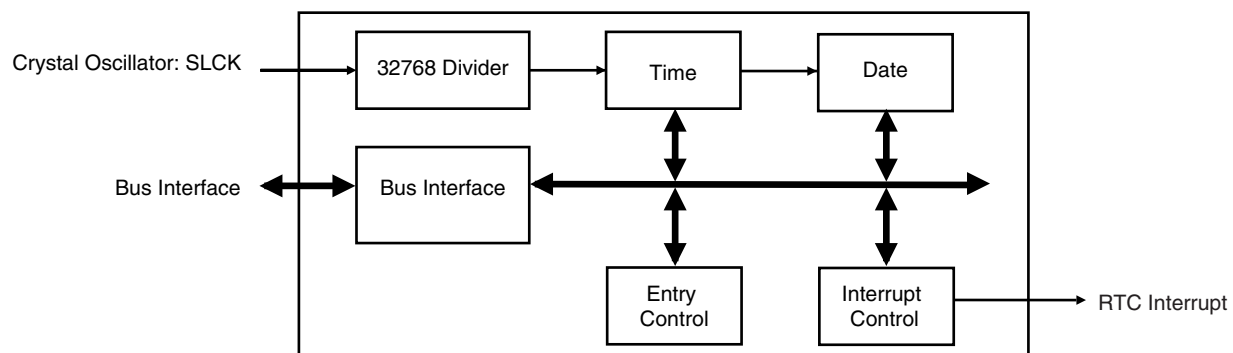 Crystal Oscillator: SLCK
32768 Divider
Time
Date
Bus Interface
Bus Interface
Entry
Control
Interrupt
Control
RTC Interrupt